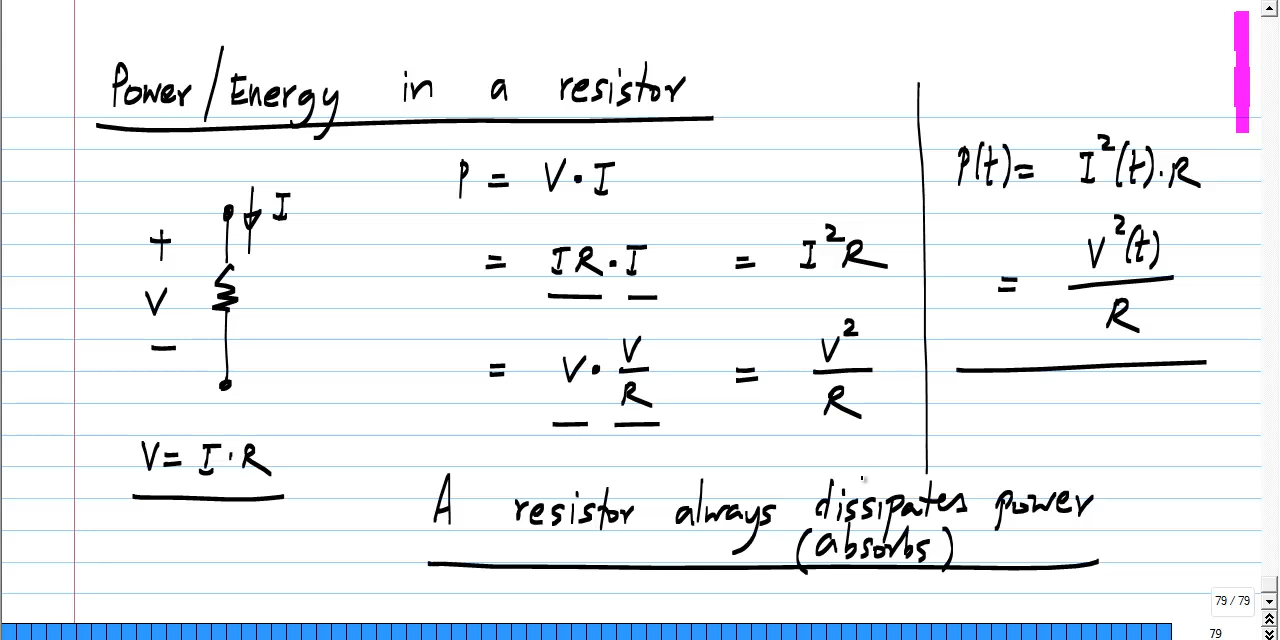 Power/Energy in a resistor
P = V·I
P(t) = I²(t)·R
I
+
= IR·I = I²R
= V²(t)/R
V
−
= V·V/R = V²/R
V = I·R
A resistor always dissipates power
(absorbs)
79 / 79
79